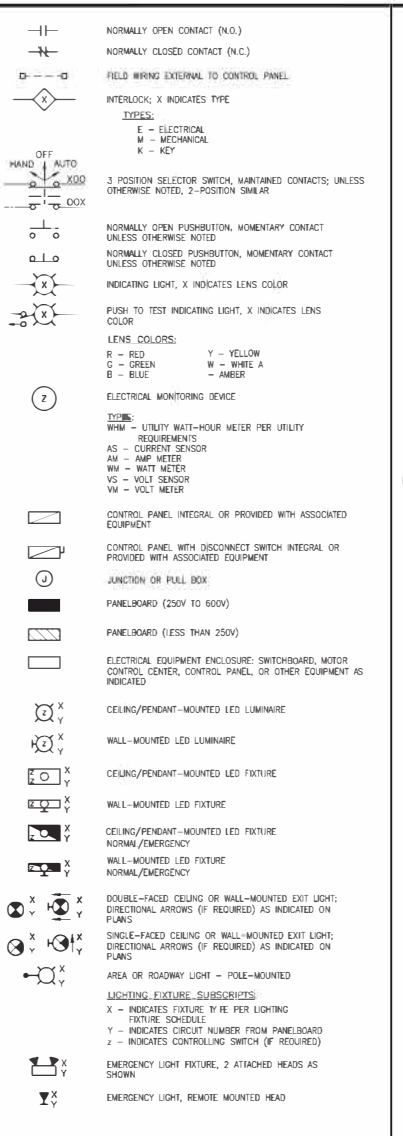 NORMALLY OPEN CONTACT (N.O.)
NORMALLY CLOSED CONTACT (N.C.)
FIELD WIRING EXTERNAL TO CONTROL PANEL
X
INTERLOCK; X INDICATES TYPE
TYPES:
E – ELECTRICAL
M – MECHANICAL
K – KEY
OFF
HAND AUTO
XOO
OOX
3 POSITION SELECTOR SWITCH, MAINTAINED CONTACTS; UNLESS
OTHERWISE NOTED, 2-POSITION SIMILAR
NORMALLY OPEN PUSHBUTTON, MOMENTARY CONTACT
UNLESS OTHERWISE NOTED
NORMALLY CLOSED PUSHBUTTON, MOMENTARY CONTACT
UNLESS OTHERWISE NOTED
X
INDICATING LIGHT, X INDICATES LENS COLOR
X
PUSH TO TEST INDICATING LIGHT, X INDICATES LENS
COLOR
LENS COLORS:
R – RED Y – YELLOW
G – GREEN W – WHITE A
B – BLUE – AMBER
Z
ELECTRICAL MONITORING DEVICE
TYPES:
WHM – UTILITY WATT-HOUR METER PER UTILITY
REQUIREMENTS
AS – CURRENT SENSOR
AM – AMP METER
WM – WATT METER
VS – VOLT SENSOR
VM – VOLT METER
CONTROL PANEL INTEGRAL OR PROVIDED WITH ASSOCIATED
EQUIPMENT
CONTROL PANEL WITH DISCONNECT SWITCH INTEGRAL OR
PROVIDED WITH ASSOCIATED EQUIPMENT
J
JUNCTION OR PULL BOX
PANELBOARD (250V TO 600V)
PANELBOARD (LESS THAN 250V)
ELECTRICAL EQUIPMENT ENCLOSURE: SWITCHBOARD, MOTOR
CONTROL CENTER, CONTROL PANEL, OR OTHER EQUIPMENT AS
INDICATED
Z X Y
CEILING/PENDANT-MOUNTED LED LUMINAIRE
Z X Y
WALL-MOUNTED LED LUMINAIRE
Z Z X Y
CEILING/PENDANT-MOUNTED LED FIXTURE
Z X Y
WALL-MOUNTED LED FIXTURE
Z X Y
CEILING/PENDANT-MOUNTED LED FIXTURE
NORMAL/EMERGENCY
Z X Y
WALL-MOUNTED LED FIXTURE
NORMAL/EMERGENCY
X Y X Y
DOUBLE-FACED CEILING OR WALL-MOUNTED EXIT LIGHT;
DIRECTIONAL ARROWS (IF REQUIRED) AS INDICATED ON
PLANS
X Y X Y
SINGLE-FACED CEILING OR WALL-MOUNTED EXIT LIGHT;
DIRECTIONAL ARROWS (IF REQUIRED) AS INDICATED ON
PLANS
X Y
AREA OR ROADWAY LIGHT – POLE-MOUNTED
LIGHTING FIXTURE SUBSCRIPTS
X – INDICATES FIXTURE TYPE PER LIGHTING
FIXTURE SCHEDULE
Y – INDICATES CIRCUIT NUMBER FROM PANELBOARD
z – INDICATES CONTROLLING SWITCH (IF REQUIRED)
X Y
EMERGENCY LIGHT FIXTURE, 2 ATTACHED HEADS AS
SHOWN
X Y
EMERGENCY LIGHT, REMOTE MOUNTED HEAD